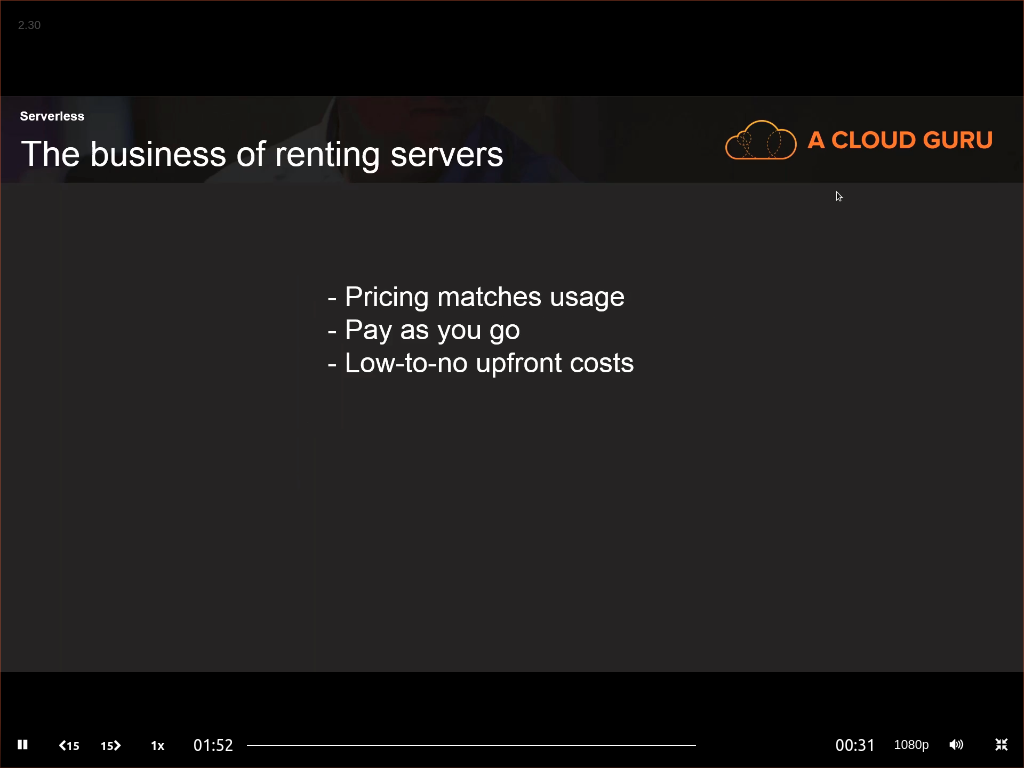 2.30
Serverless
The business of renting servers
A CLOUD GURU
- Pricing matches usage
- Pay as you go
- Low-to-no upfront costs
15 15 1x 01:52 00:31 1080p